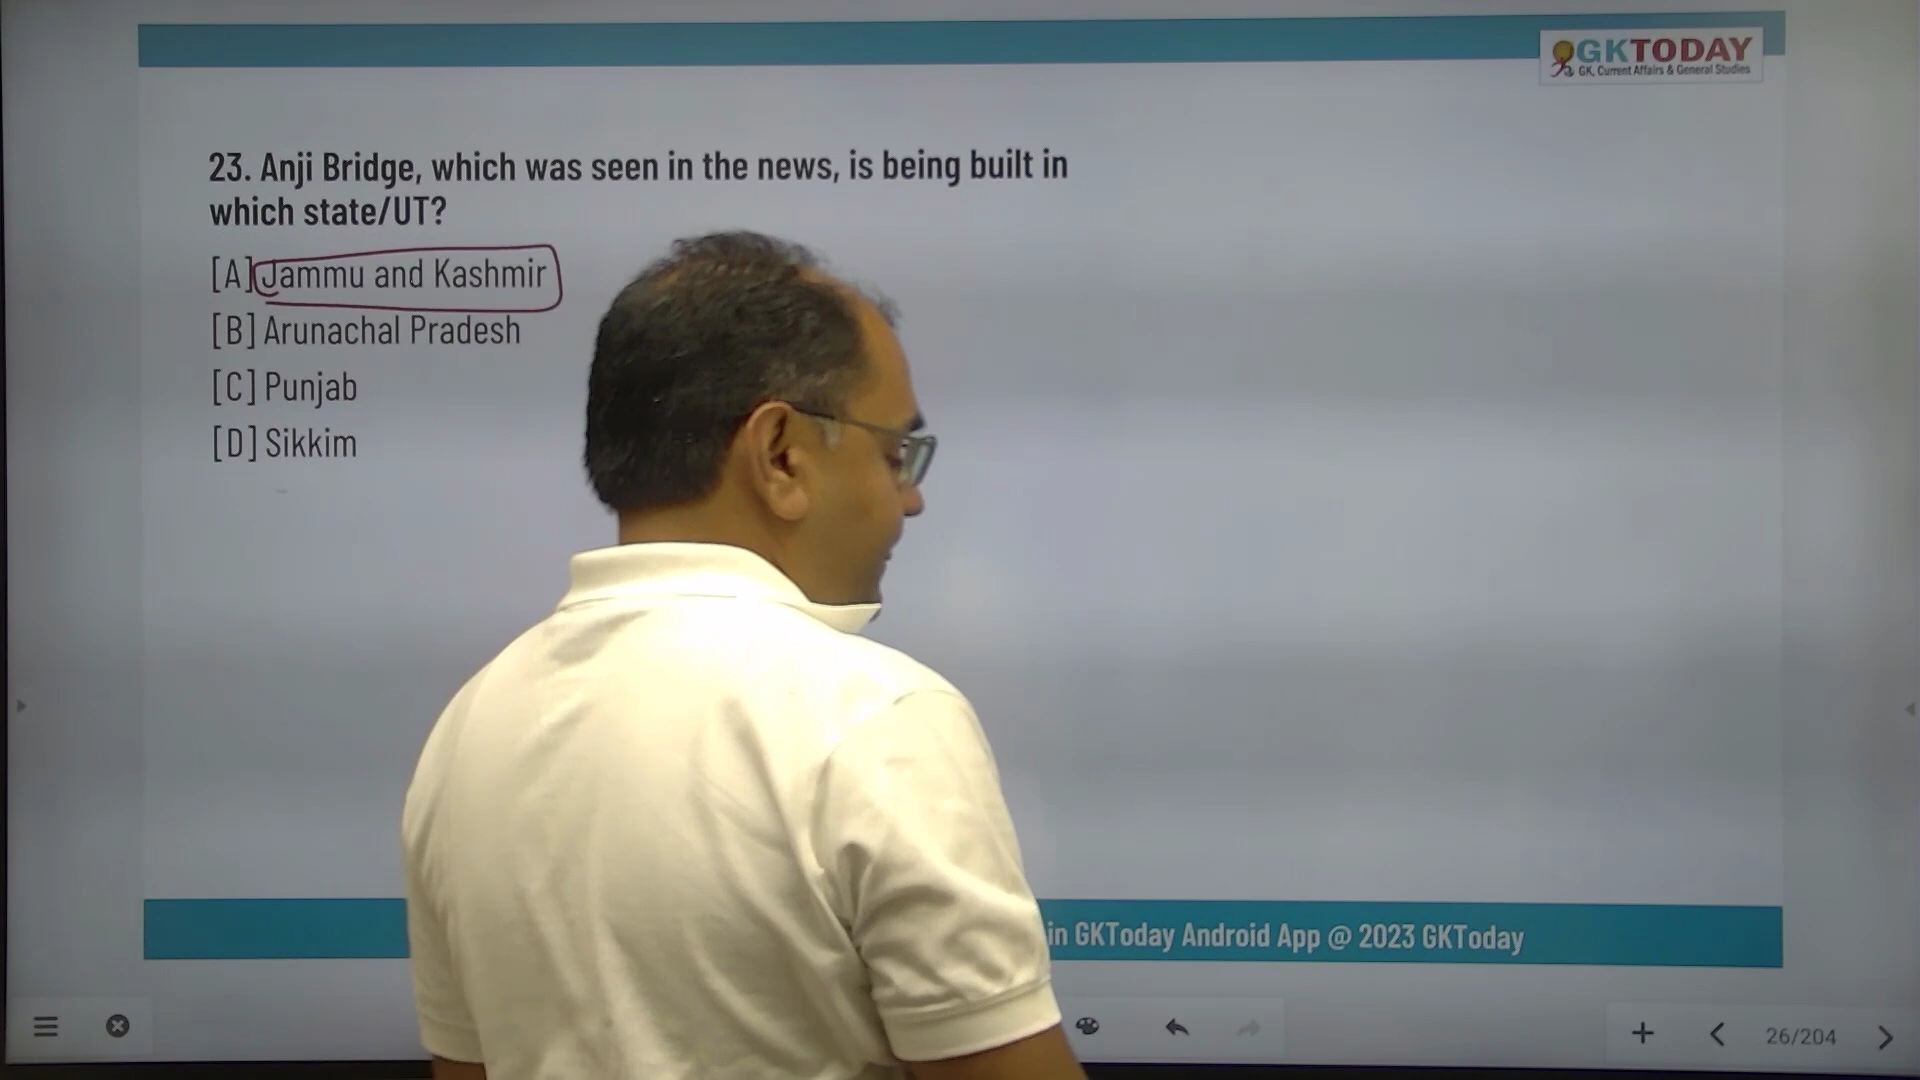 GKTODAY
GK, Current Affairs & General Studies
23. Anji Bridge, which was seen in the news, is being built in
which state/UT?
[A] Jammu and Kashmir
[B] Arunachal Pradesh
[C] Punjab
[D] Sikkim
in GKToday Android App @ 2023 GKToday
26/204